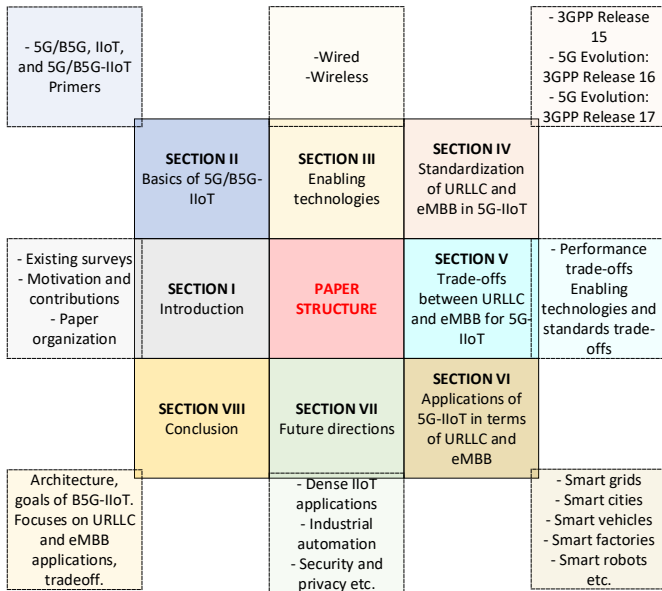 - 5G/B5G, IIoT,
and 5G/B5G-IIoT
Primers
-Wired
-Wireless
- 3GPP Release
15
- 5G Evolution:
3GPP Release 16
- 5G Evolution:
3GPP Release 17
SECTION II
Basics of 5G/B5G-
IIoT
SECTION III
Enabling
technologies
SECTION IV
Standardization
of URLLC and
eMBB in 5G-IIoT
- Existing surveys
- Motivation and
contributions
- Paper
organization
SECTION I
Introduction
PAPER
STRUCTURE
SECTION V
Trade-offs
between URLLC
and eMBB for 5G-
IIoT
- Performance
trade-offs
Enabling
technologies and
standards trade-
offs
SECTION VIII
Conclusion
SECTION VII
Future directions
SECTION VI
Applications of
5G-IIoT in terms
of URLLC and
eMBB
Architecture,
goals of B5G-IIoT.
Focuses on URLLC
and eMBB
applications,
tradeoff.
- Dense IIoT
applications
- Industrial
automation
- Security and
privacy etc.
- Smart grids
- Smart cities
- Smart vehicles
- Smart factories
- Smart robots
etc.